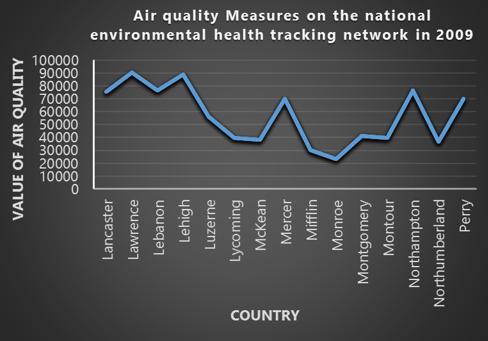 Air quality Measures on the national
environmental health tracking network in 2009
VALUE OF AIR QUALITY
100000
90000
80000
70000
60000
50000
40000
30000
20000
10000
0
Lancaster
Lawrence
Lebanon
Lehigh
Luzerne
Lycoming
McKean
Mercer
Mifflin
Monroe
Montgomery
Montour
Northampton
Northumberland
Perry
COUNTRY